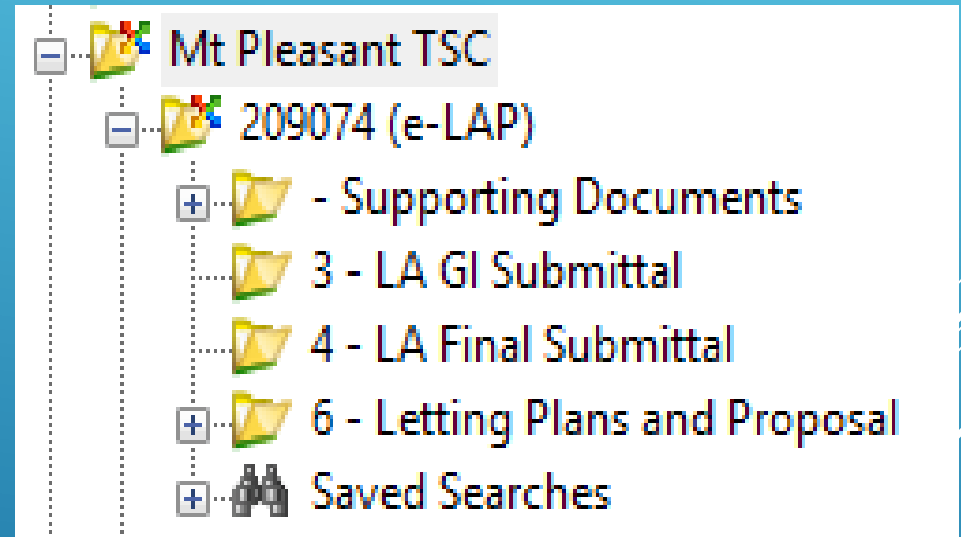 Mt Pleasant TSC
209074 (e-LAP)
- Supporting Documents
3 - LA GI Submittal
4 - LA Final Submittal
6 - Letting Plans and Proposal
Saved Searches